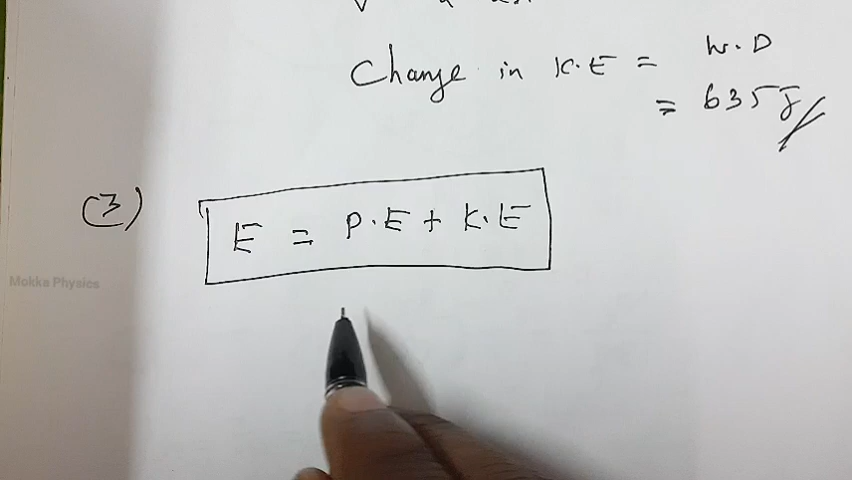 Change in K.E = W.D
= 635 J
(3) E = P.E + K.E
Mokka Physics